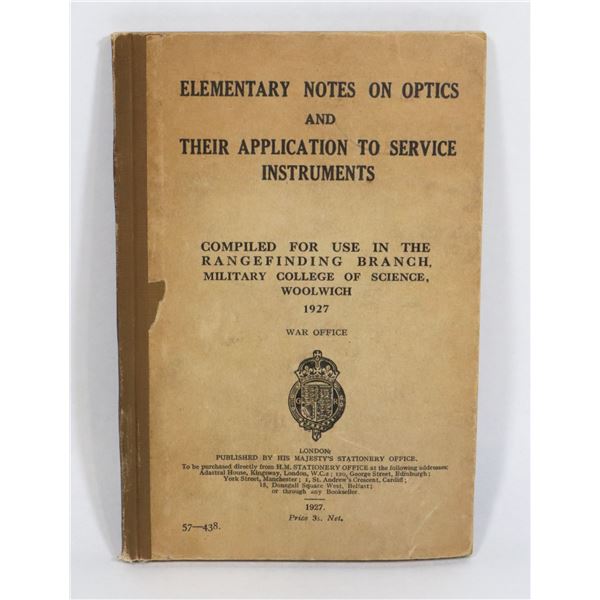 ELEMENTARY NOTES ON OPTICS
AND
THEIR APPLICATION TO SERVICE
INSTRUMENTS
COMPILED FOR USE IN THE
RANGEFINDING BRANCH,
MILITARY COLLEGE OF SCIENCE,
WOOLWICH
1927
WAR OFFICE
LONDON:
PUBLISHED BY HIS MAJESTY'S STATIONERY OFFICE.
To be purchased directly from H.M. STATIONERY OFFICE at the following addresses:
Adastral House, Kingsway, London, W.C.2; 120, George Street, Edinburgh;
York Street, Manchester; 1, St. Andrew's Crescent, Cardiff;
15, Donegall Square West, Belfast;
or through any Bookseller.
1927.
Price 3s. Net.
57—438.